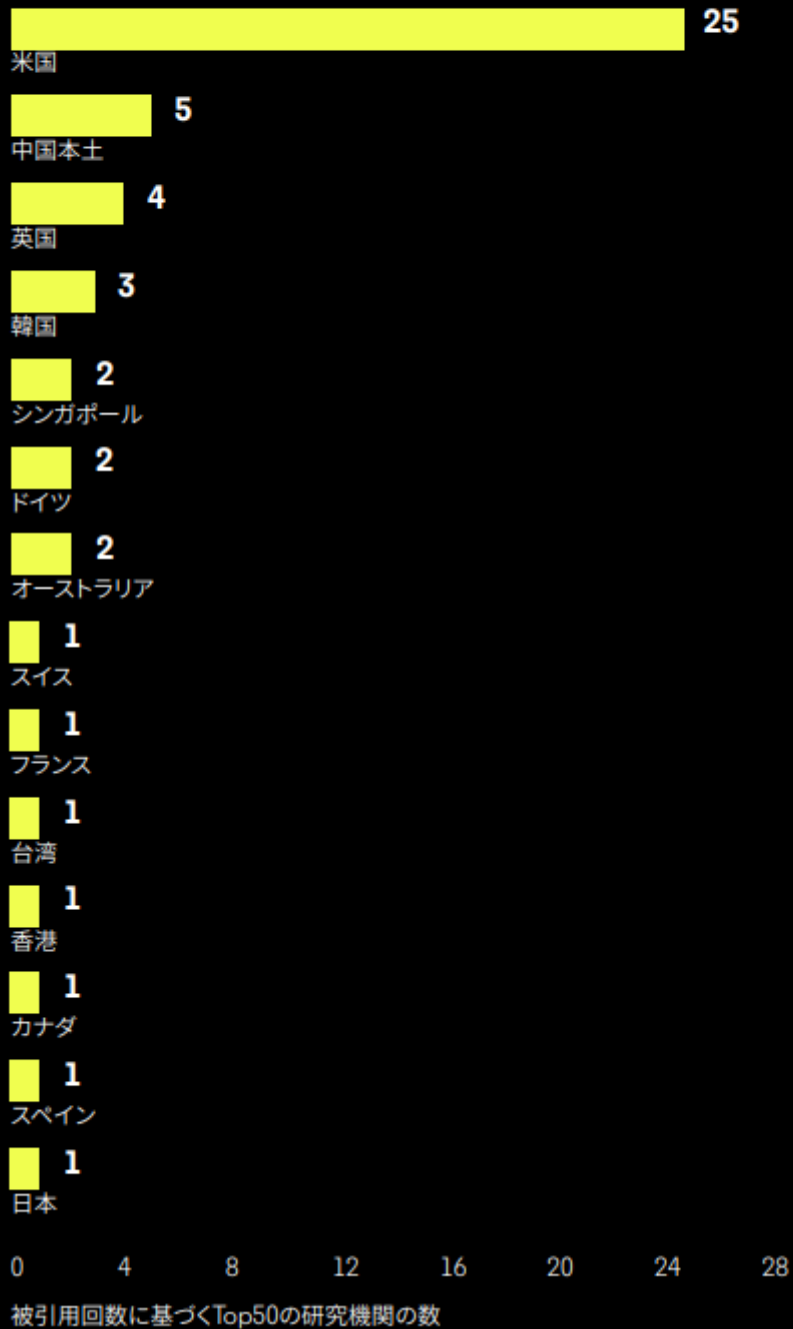 25
米国
5
中国本土
4
英国
3
韓国
2
シンガポール
2
ドイツ
2
オーストラリア
1
スイス
1
フランス
1
台湾
1
香港
1
カナダ
1
スペイン
1
日本
0 4 8 12 16 20 24 28
被引用回数に基づくTop50の研究機関の数